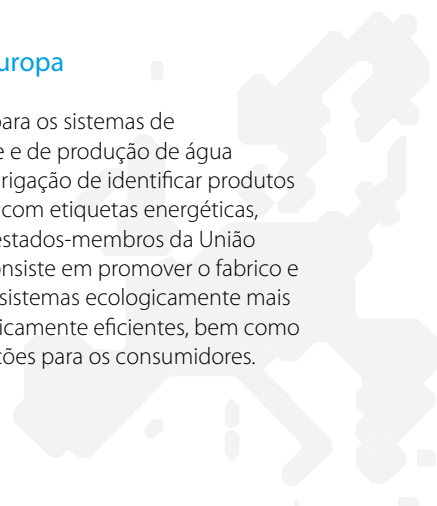 uropa
para os sistemas de
e e de produção de água
rigação de identificar produtos
com etiquetas energéticas,
estados-membros da União
onsiste em promover o fabrico e
sistemas ecologicamente mais
icamente eficientes, bem como
ções para os consumidores.